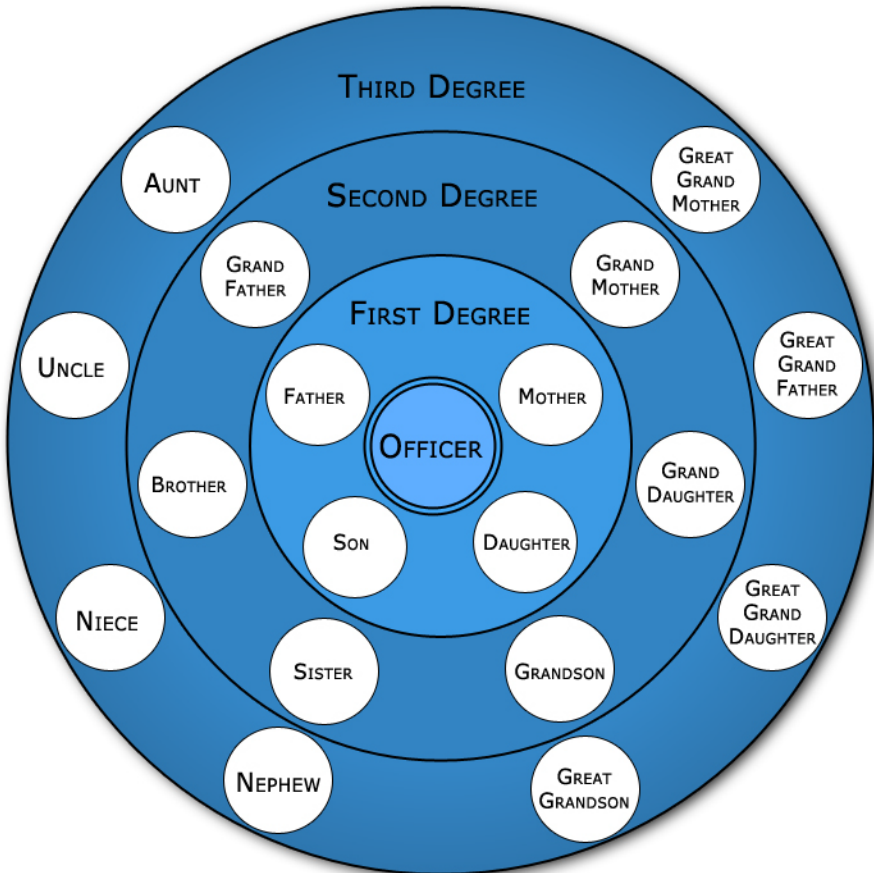 Third Degree
Aunt
Great
Grand
Mother
Second Degree
Grand
Father
Grand
Mother
First Degree
Uncle
Great
Grand
Father
Father
Mother
Officer
Brother
Grand
Daughter
Son
Daughter
Niece
Great
Grand
Daughter
Sister
Grandson
Nephew
Great
Grandson